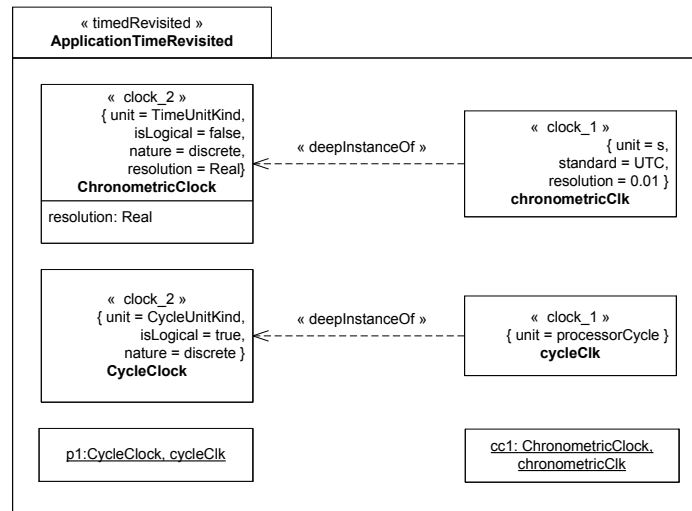 « timedRevisited »
ApplicationTimeRevisited
« clock_2 »
{ unit = TimeUnitKind,
isLogical = false,
nature = discrete,
resolution = Real}
ChronometricClock
resolution: Real
« deepInstanceOf »
« clock_1 »
{ unit = s,
standard = UTC,
resolution = 0.01 }
chronometricClk
« clock_2 »
{ unit = CycleUnitKind,
isLogical = true,
nature = discrete }
CycleClock
« deepInstanceOf »
« clock_1 »
{ unit = processorCycle }
cycleClk
p1:CycleClock, cycleClk
cc1: ChronometricClock,
chronometricClk